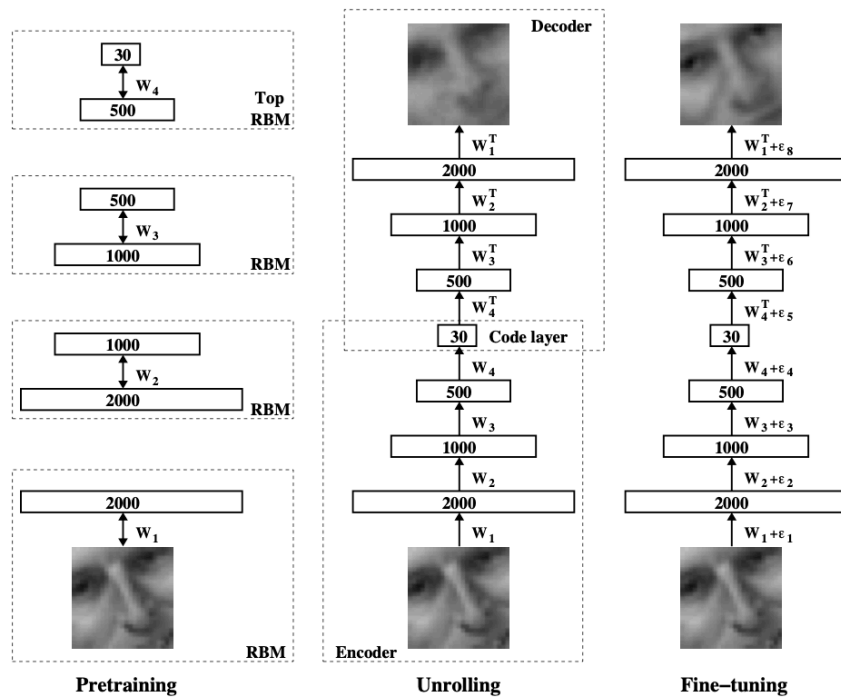 30
W₄
500
Top
RBM
500
W₃
1000
RBM
1000
W₂
2000
RBM
2000
W₁
RBM
Pretraining
Decoder
W₁ᵀ
2000
W₂ᵀ
1000
W₃ᵀ
500
W₄ᵀ
30
Code layer
W₄
500
W₃
1000
W₂
2000
W₁
Encoder
Unrolling
W₁ᵀ+ε₈
2000
W₂ᵀ+ε₇
1000
W₃ᵀ+ε₆
500
W₄ᵀ+ε₅
30
W₄+ε₄
500
W₃+ε₃
1000
W₂+ε₂
2000
W₁+ε₁
Fine−tuning